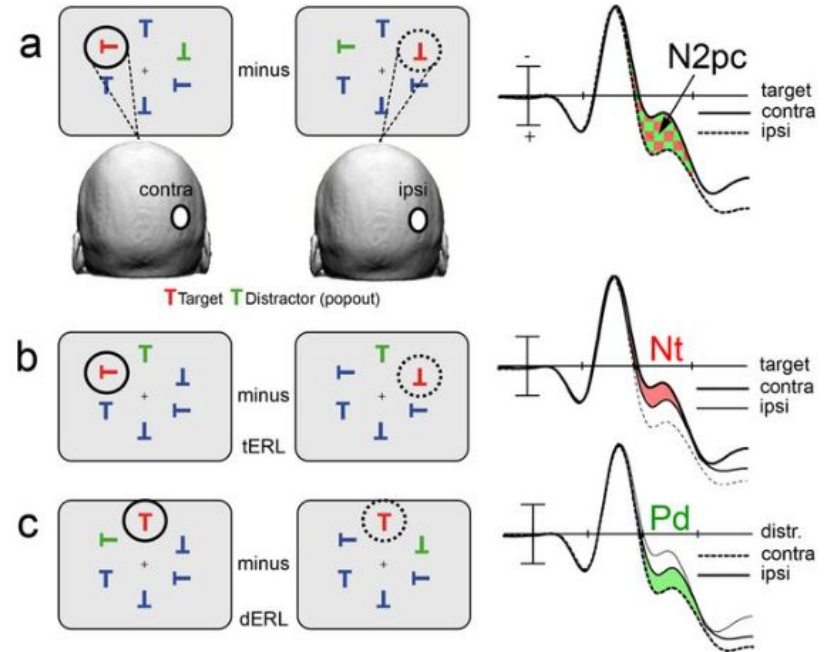 a
minus
contra
ipsi
T Target T Distractor (popout)
-
+
N2pc
target
contra
ipsi
b
minus
tERL
Nt
target
contra
ipsi
c
minus
dERL
Pd
distr.
contra
ipsi